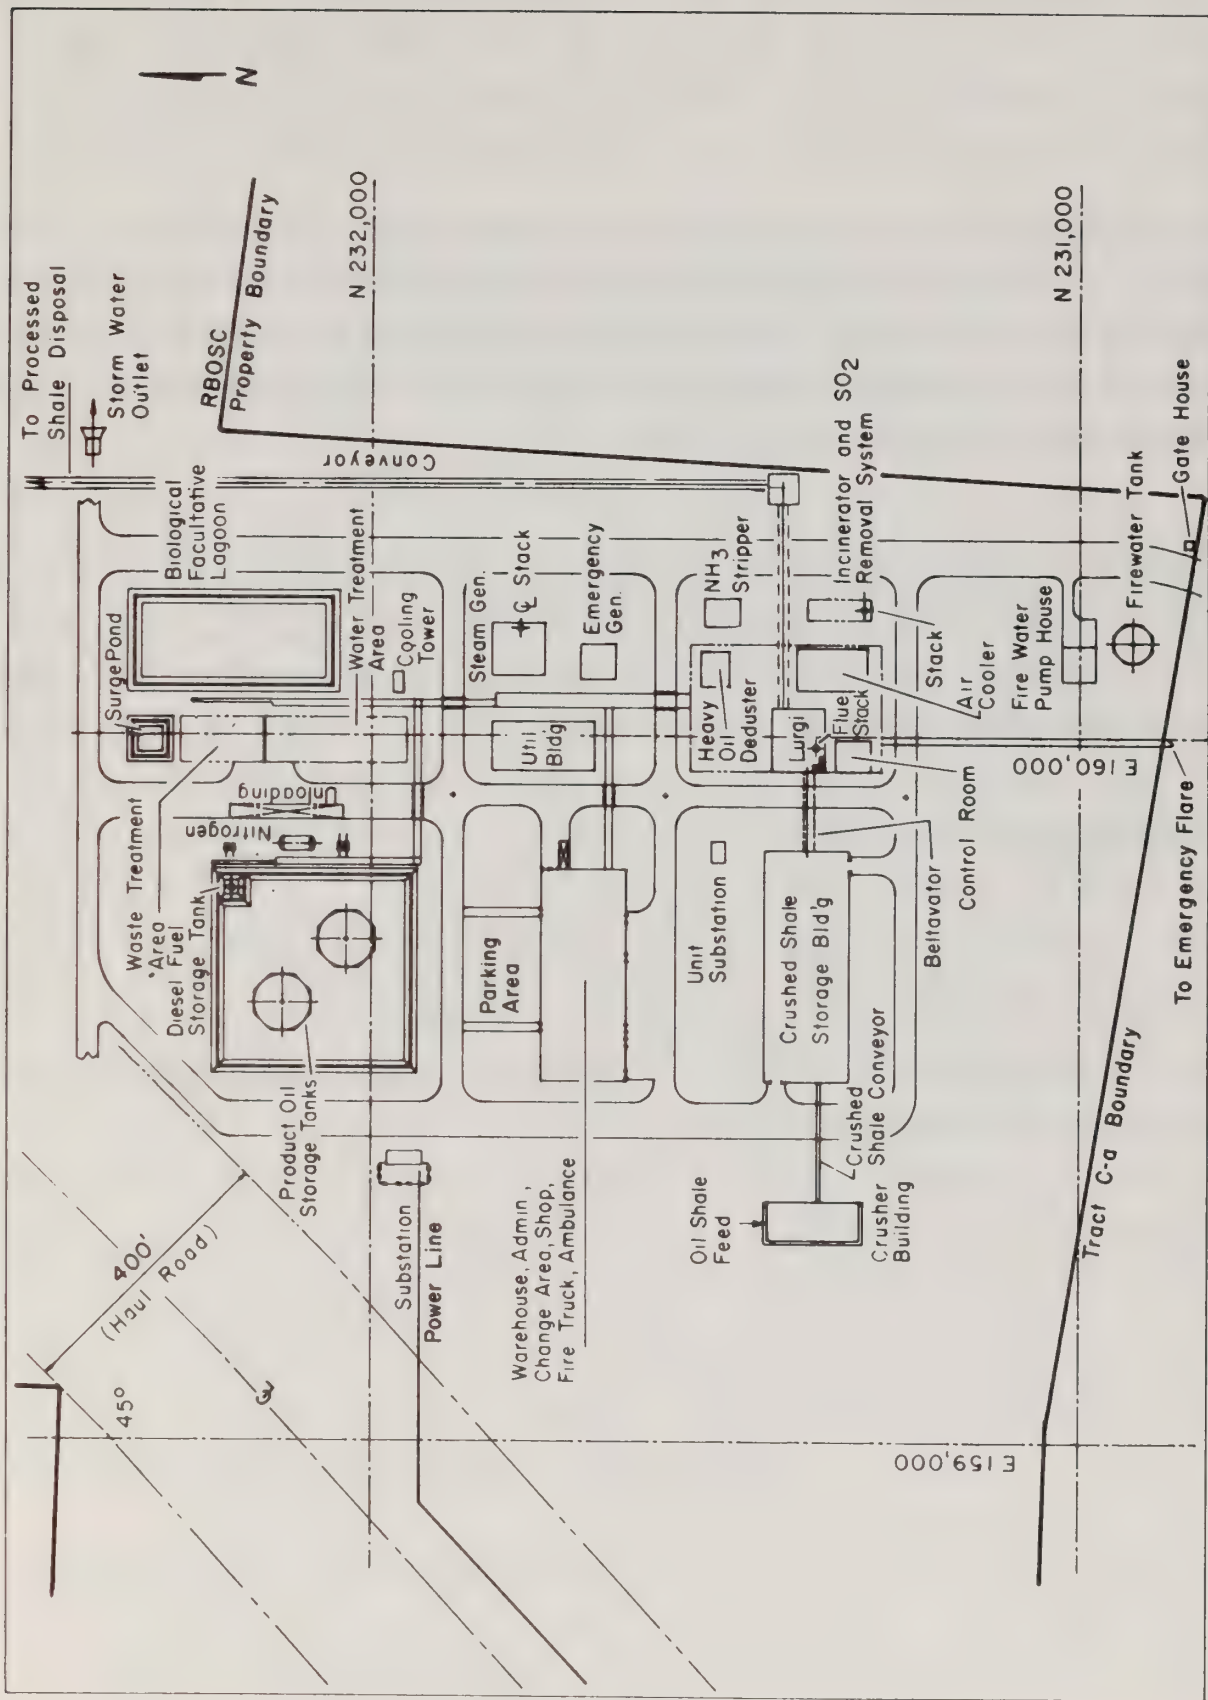 N
To Processed
Shale Disposal
Storm Water
Outlet
RBOSC
Property Boundary
N 232,000
Conveyor
Biological
Facultative
Lagoon
Surge Pond
Water Treatment
Area
Cooling
Tower
Waste Treatment
Area
Diesel Fuel
Storage Tank
Nitrogen
Unloading
Product Oil
Storage Tanks
400'
(Haul Road)
45°
Substation
Power Line
Steam Gen.
℄ Stack
Emergency
Gen.
Util
Bldg
Parking
Area
Warehouse, Admin,
Change Area, Shop,
Fire Truck, Ambulance
NH3
Stripper
Incinerator and SO2
Removal System
Heavy
Oil
Deduster
Lurgi
Flue
Stack
Stack
Air
Cooler
Control Room
Beltavator
Unit
Substation
Crushed Shale
Storage Bld'g
Crushed
Shale Conveyor
Oil Shale
Feed
Crusher
Building
Fire Water
Pump House
Firewater Tank
Gate House
N 231,000
E 160,000
E 159,000
To Emergency Flare
Tract C-a Boundary